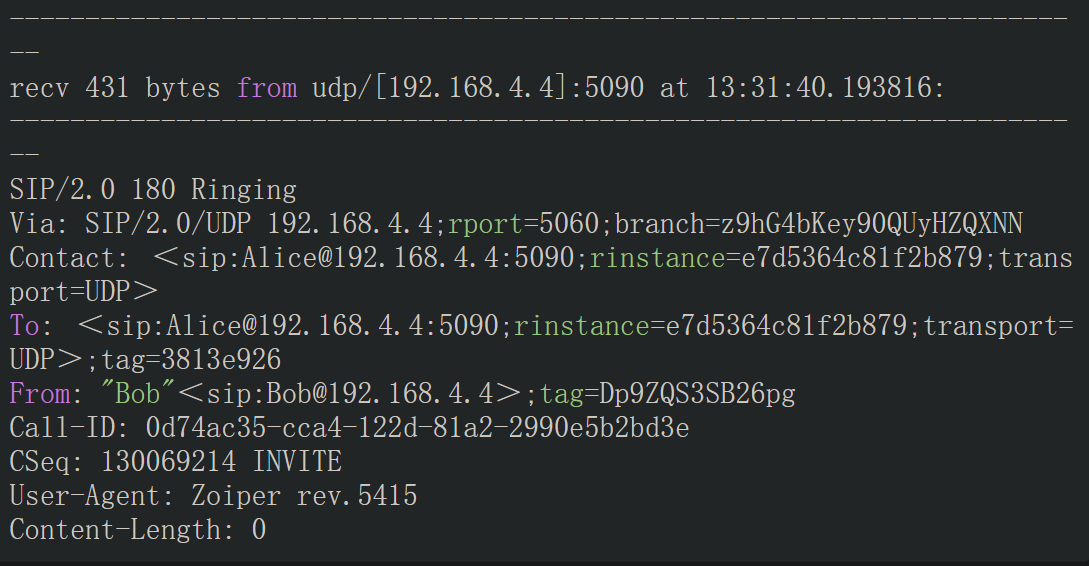 ------------------------------------------------------------------------
--
recv 431 bytes from udp/[192.168.4.4]:5090 at 13:31:40.193816:
------------------------------------------------------------------------
--
SIP/2.0 180 Ringing
Via: SIP/2.0/UDP 192.168.4.4;rport=5060;branch=z9hG4bKey90QUyHZQXNN
Contact: <sip:Alice@192.168.4.4:5090;rinstance=e7d5364c81f2b879;trans
port=UDP>
To: <sip:Alice@192.168.4.4:5090;rinstance=e7d5364c81f2b879;transport=
UDP>;tag=3813e926
From: "Bob"<sip:Bob@192.168.4.4>;tag=Dp9ZQS3SB26pg
Call-ID: 0d74ac35-cca4-122d-81a2-2990e5b2bd3e
CSeq: 130069214 INVITE
User-Agent: Zoiper rev.5415
Content-Length: 0